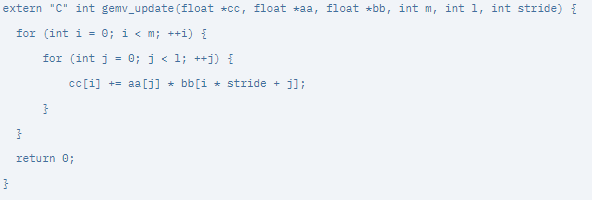 extern "C" int gemv_update(float *cc, float *aa, float *bb, int m, int l, int stride) {
  for (int i = 0; i < m; ++i) {
      for (int j = 0; j < l; ++j) {
          cc[i] += aa[j] * bb[i * stride + j];
      }
  }
  return 0;
}